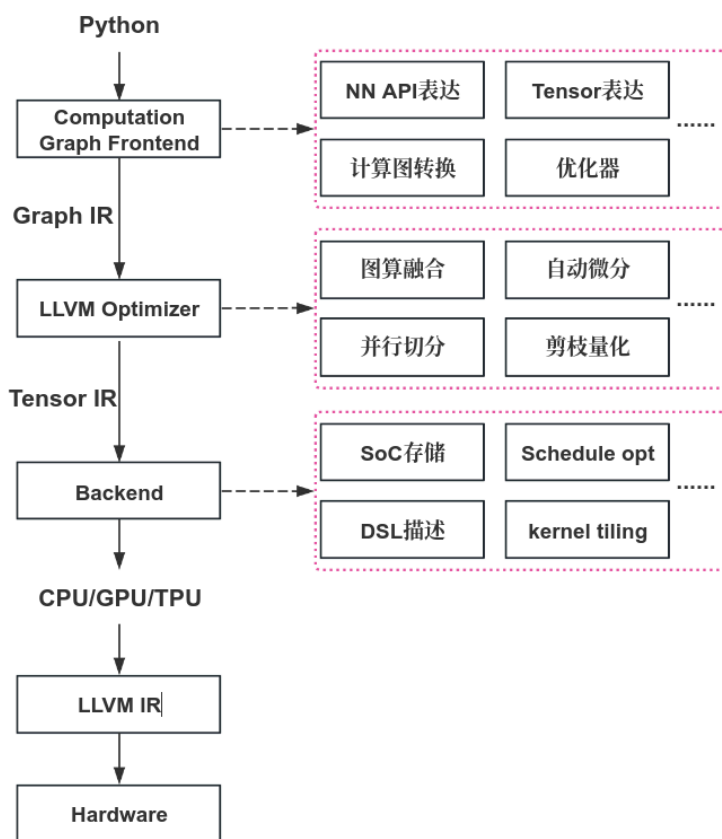 Python
Computation
Graph Frontend
NN API表达
Tensor表达
......
计算图转换
优化器
Graph IR
LLVM Optimizer
图算融合
自动微分
......
并行切分
剪枝量化
Tensor IR
Backend
SoC存储
Schedule opt
......
DSL描述
kernel tiling
CPU/GPU/TPU
LLVM IR
Hardware